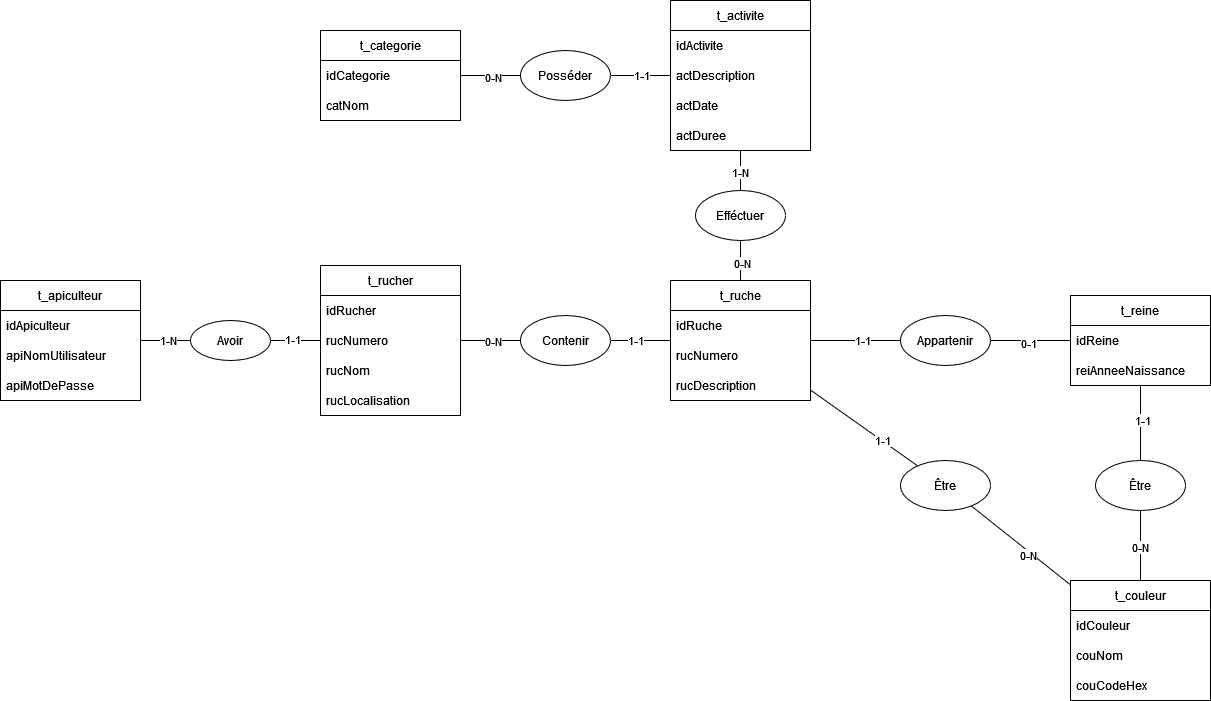 t_activite
idActivite
actDescription
actDate
actDuree
t_categorie
idCategorie
catNom
0-N
Posséder
1-1
1-N
Efféctuer
0-N
t_apiculteur
idApiculteur
apiNomUtilisateur
apiMotDePasse
1-N
Avoir
1-1
t_rucher
idRucher
rucNumero
rucNom
rucLocalisation
0-N
Contenir
1-1
t_ruche
idRuche
rucNumero
rucDescription
1-1
Appartenir
0-1
t_reine
idReine
reiAnneeNaissance
1-1
Être
0-N
1-1
Être
0-N
t_couleur
idCouleur
couNom
couCodeHex